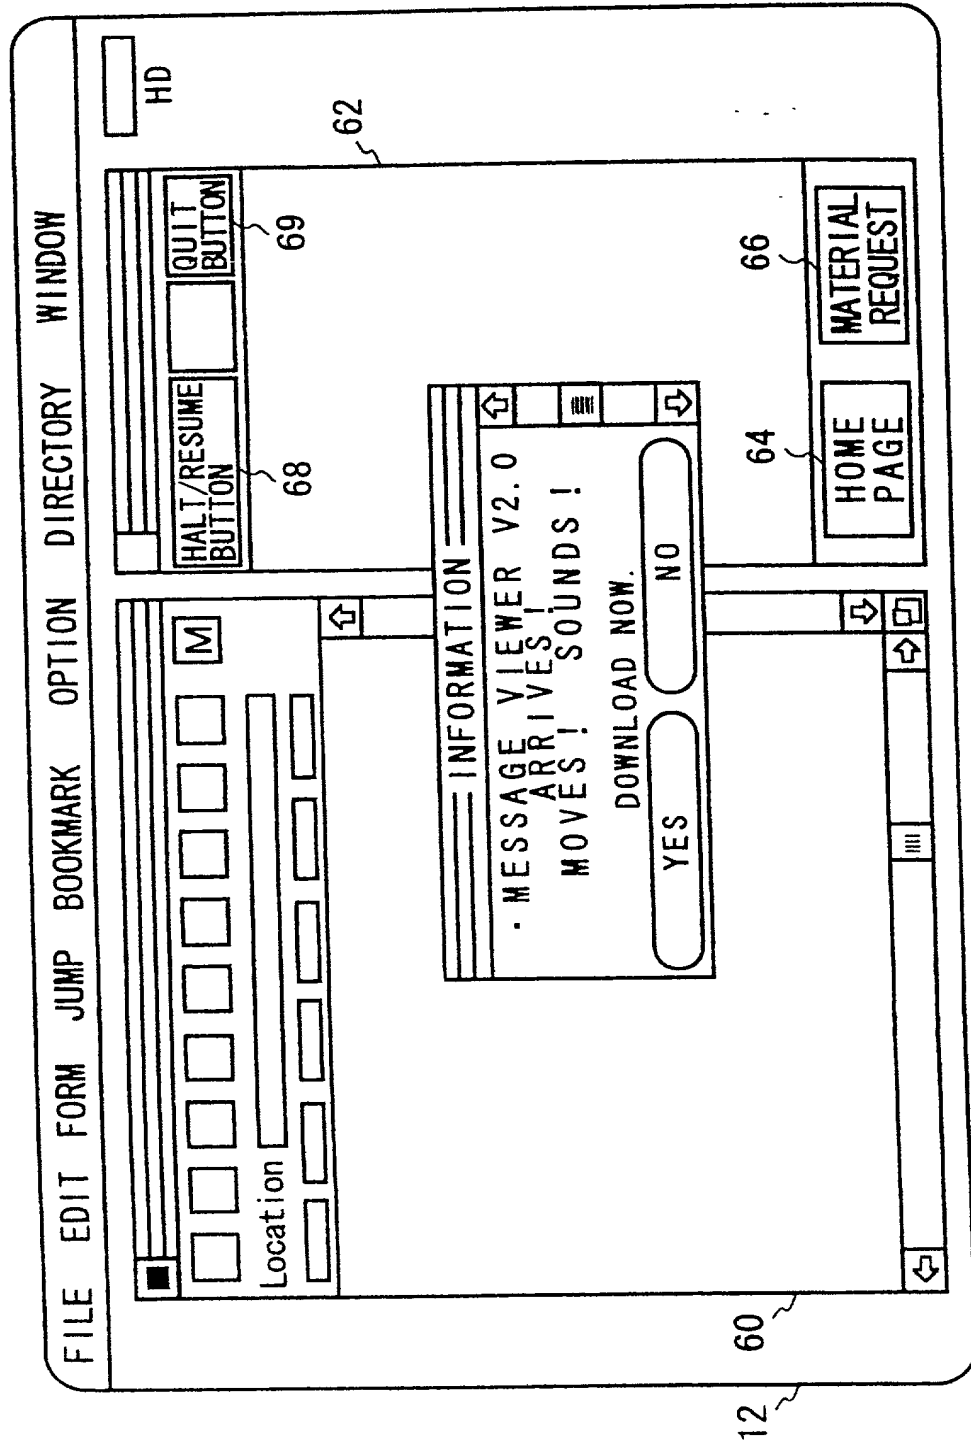 FILE EDIT FORM JUMP BOOKMARK OPTION DIRECTORY WINDOW
HD
M
Location
HALT/RESUME
BUTTON
QUIT
BUTTON
68
69
62
INFORMATION
· MESSAGE VIEWER V2.0
ARRIVES!
MOVES! SOUNDS!
DOWNLOAD NOW.
YES
NO
64
66
HOME
PAGE
MATERIAL
REQUEST
60
12